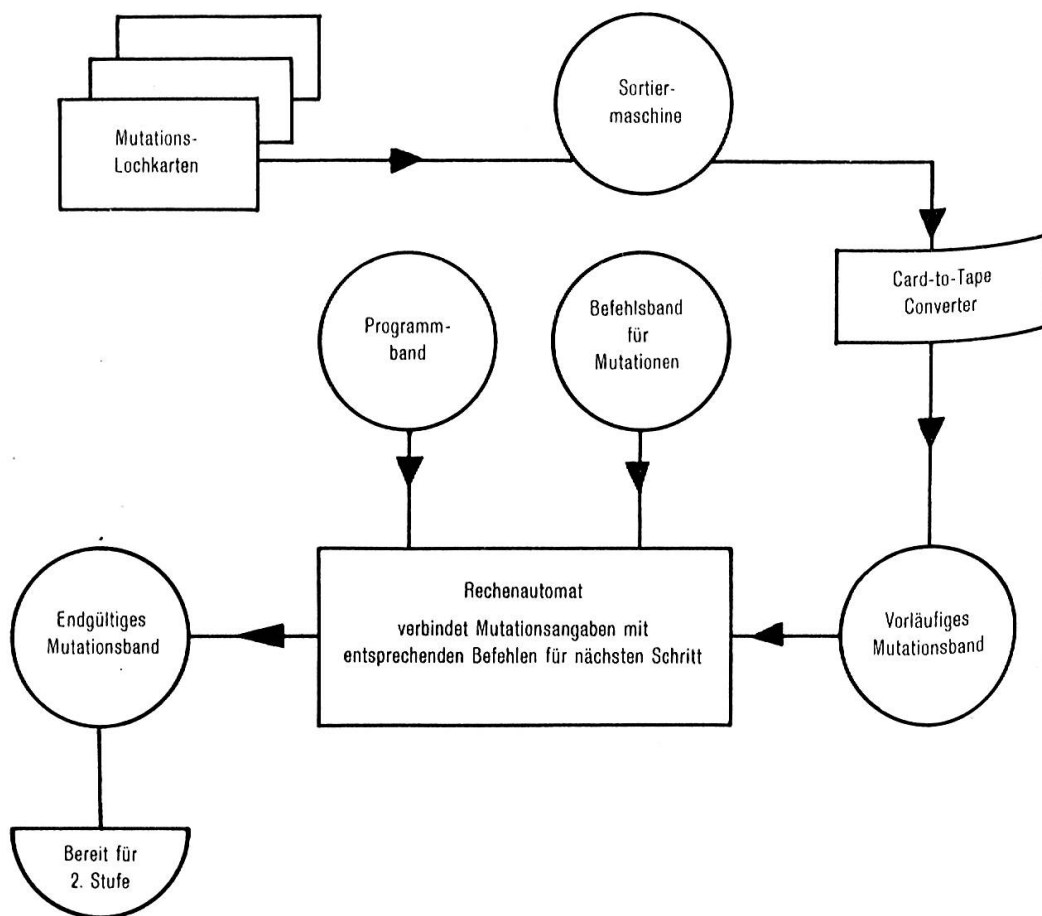 Mutations-
Lochkarten
Sortier-
maschine
Card-to-Tape
Converter
Programm-
band
Befehlsband
für
Mutationen
Rechenautomat
verbindet Mutationsangaben mit
entsprechenden Befehlen für nächsten Schritt
Vorläufiges
Mutationsband
Endgültiges
Mutationsband
Bereit für
2. Stufe